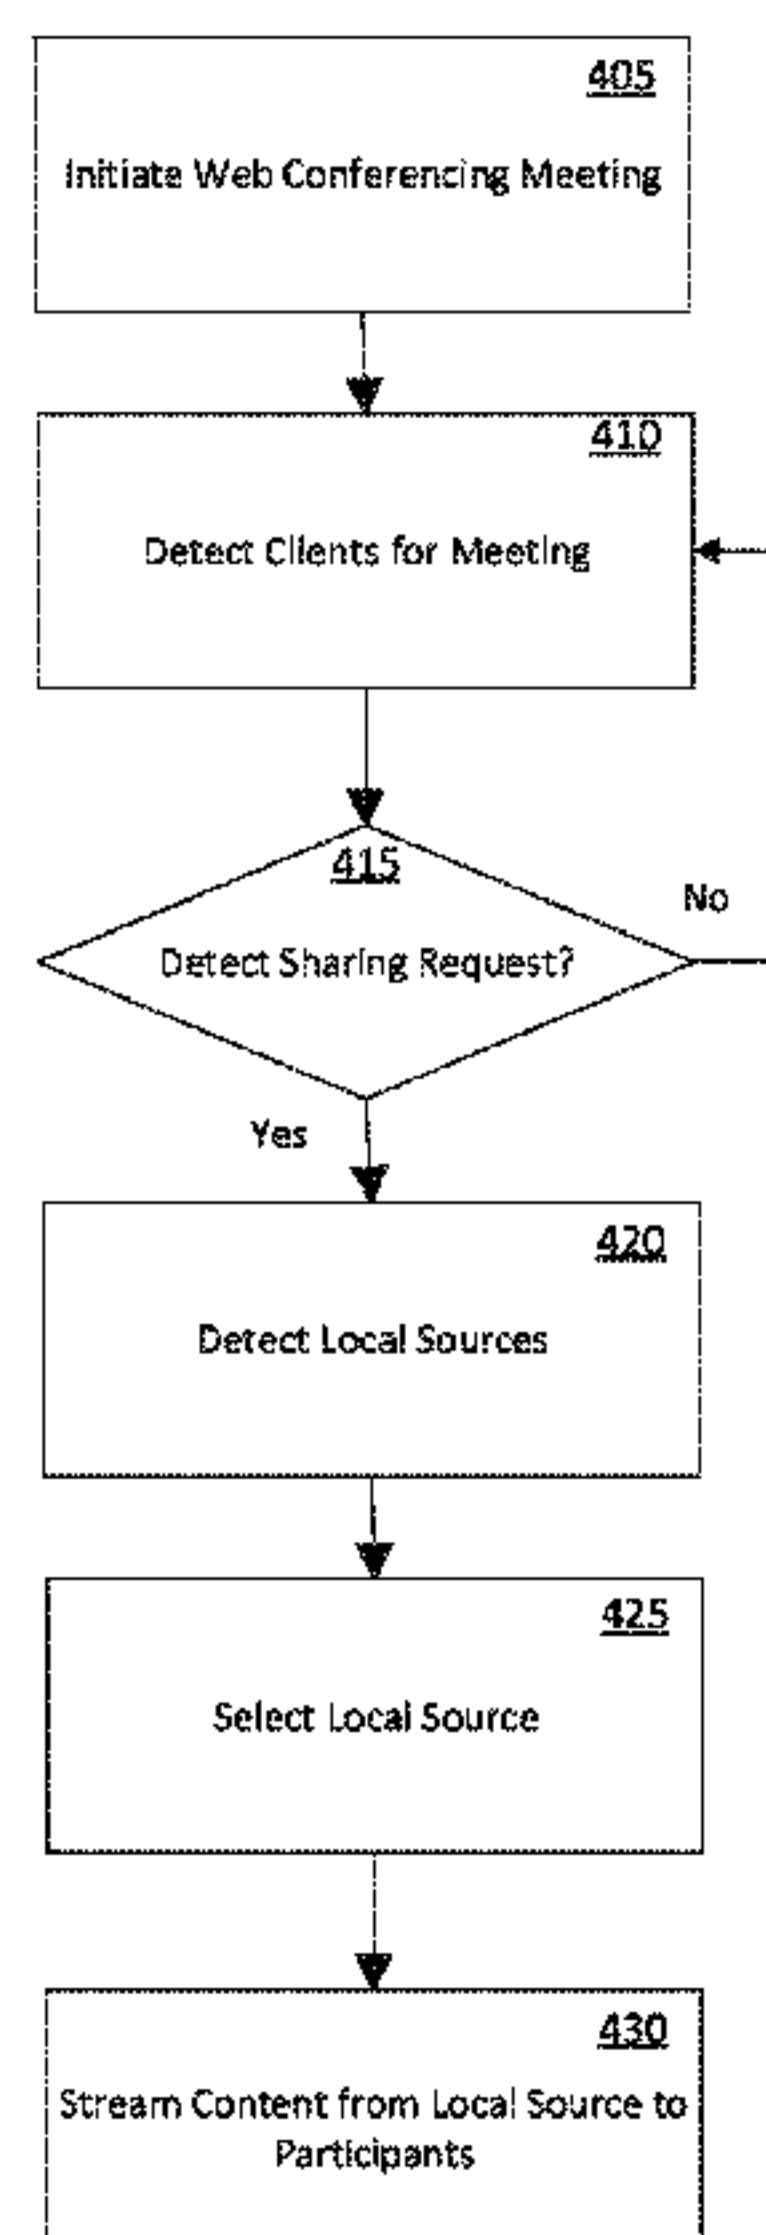 405
Initiate Web Conferencing Meeting
410
Detect Clients for Meeting
415
No
Detect Sharing Request?
Yes
420
Detect Local Sources
425
Select Local Source
430
Stream Content from Local Source to
Participants